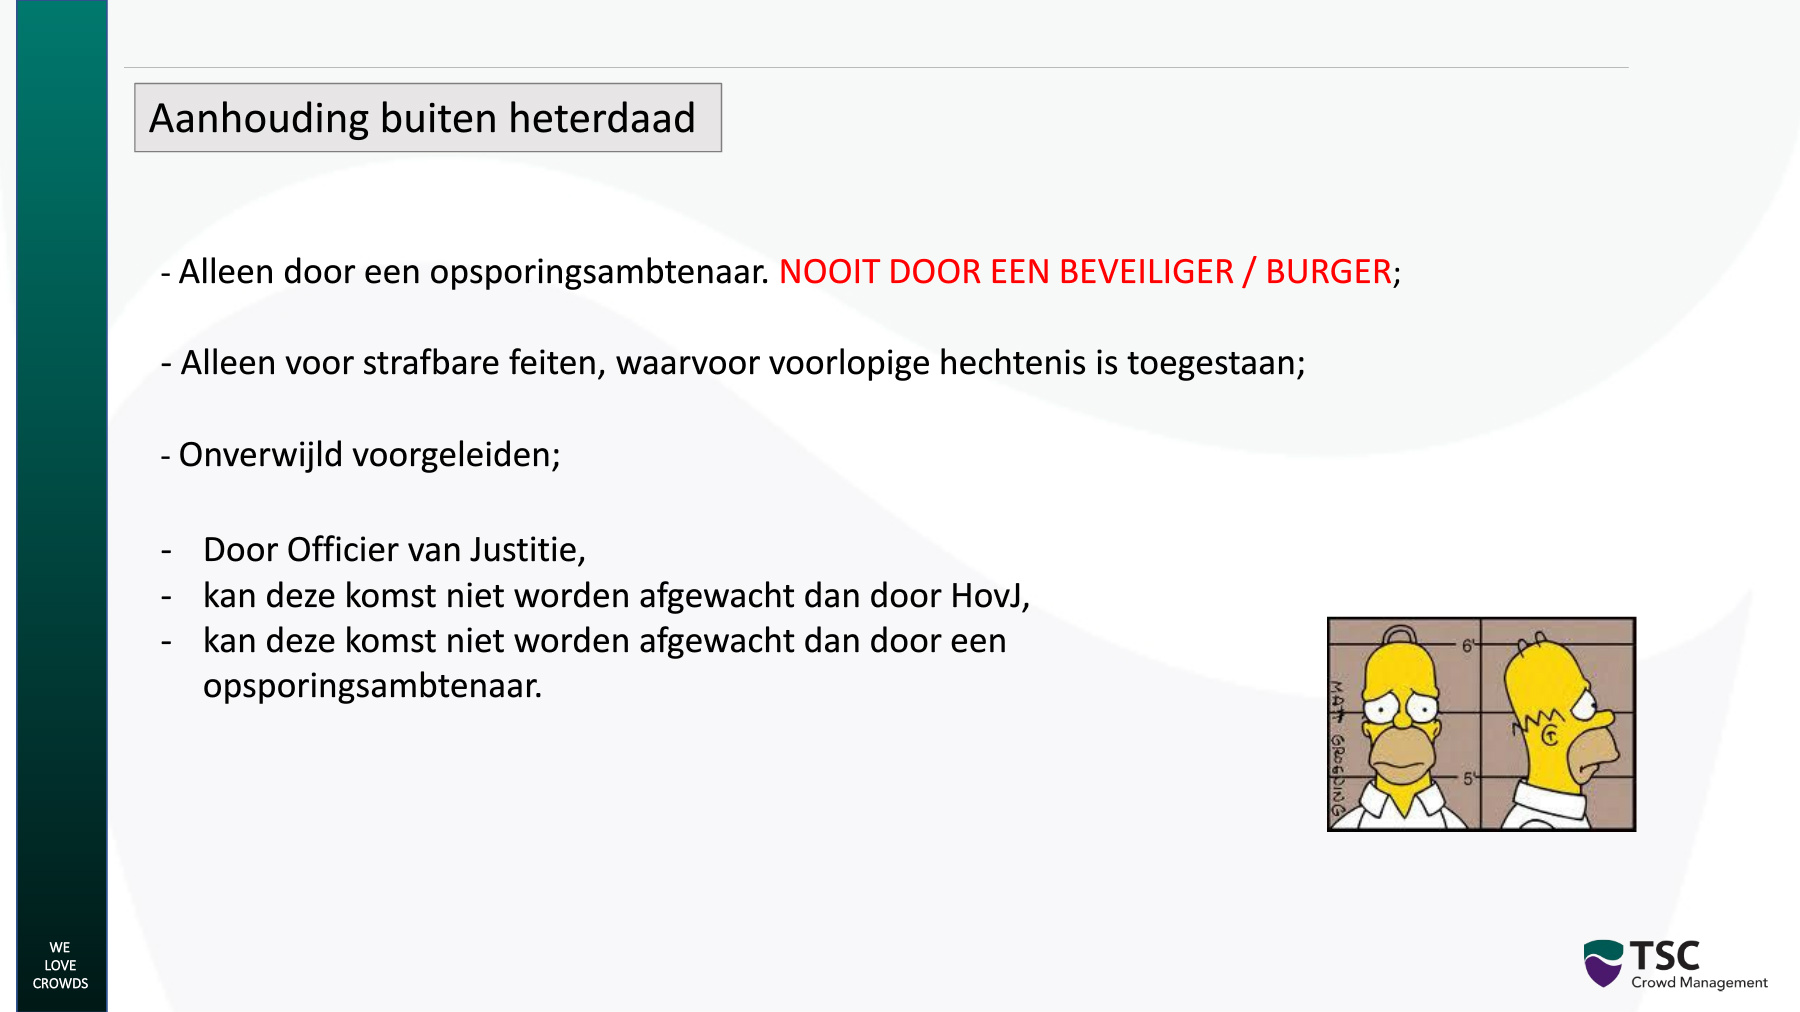 Aanhouding buiten heterdaad
- Alleen door een opsporingsambtenaar. NOOIT DOOR EEN BEVEILIGER / BURGER;
- Alleen voor strafbare feiten, waarvoor voorlopige hechtenis is toegestaan;
- Onverwijld voorgeleiden;
- Door Officier van Justitie,
- kan deze komst niet worden afgewacht dan door HovJ,
- kan deze komst niet worden afgewacht dan door een
opsporingsambtenaar.
6'
5'
MATT GROENING
WE
LOVE
CROWDS
TSC
Crowd Management